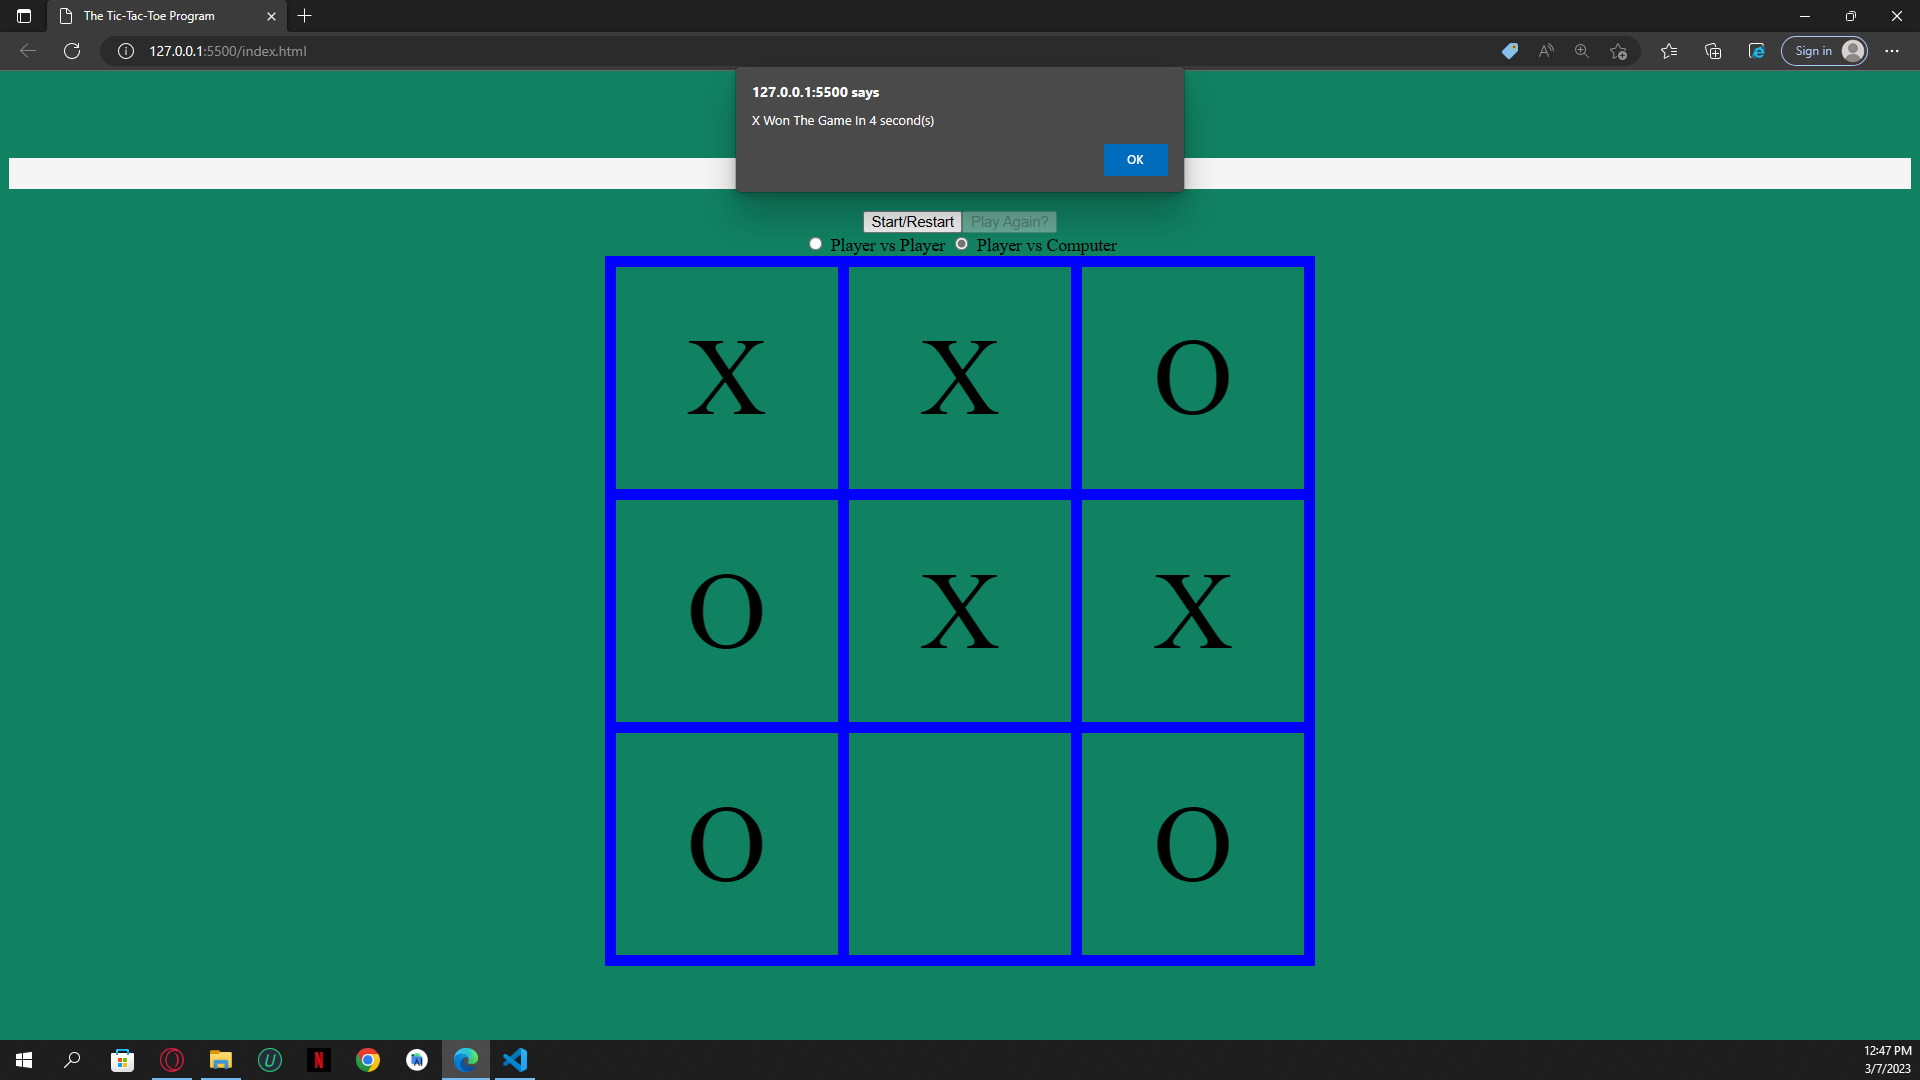 The Tic-Tac-Toe Program
127.0.0.1:5500/index.html
Sign in
127.0.0.1:5500 says
X Won The Game In 4 second(s)
OK
Start/Restart Play Again?
Player vs Player Player vs Computer
X X O
O X X
O O
12:47 PM
3/7/2023